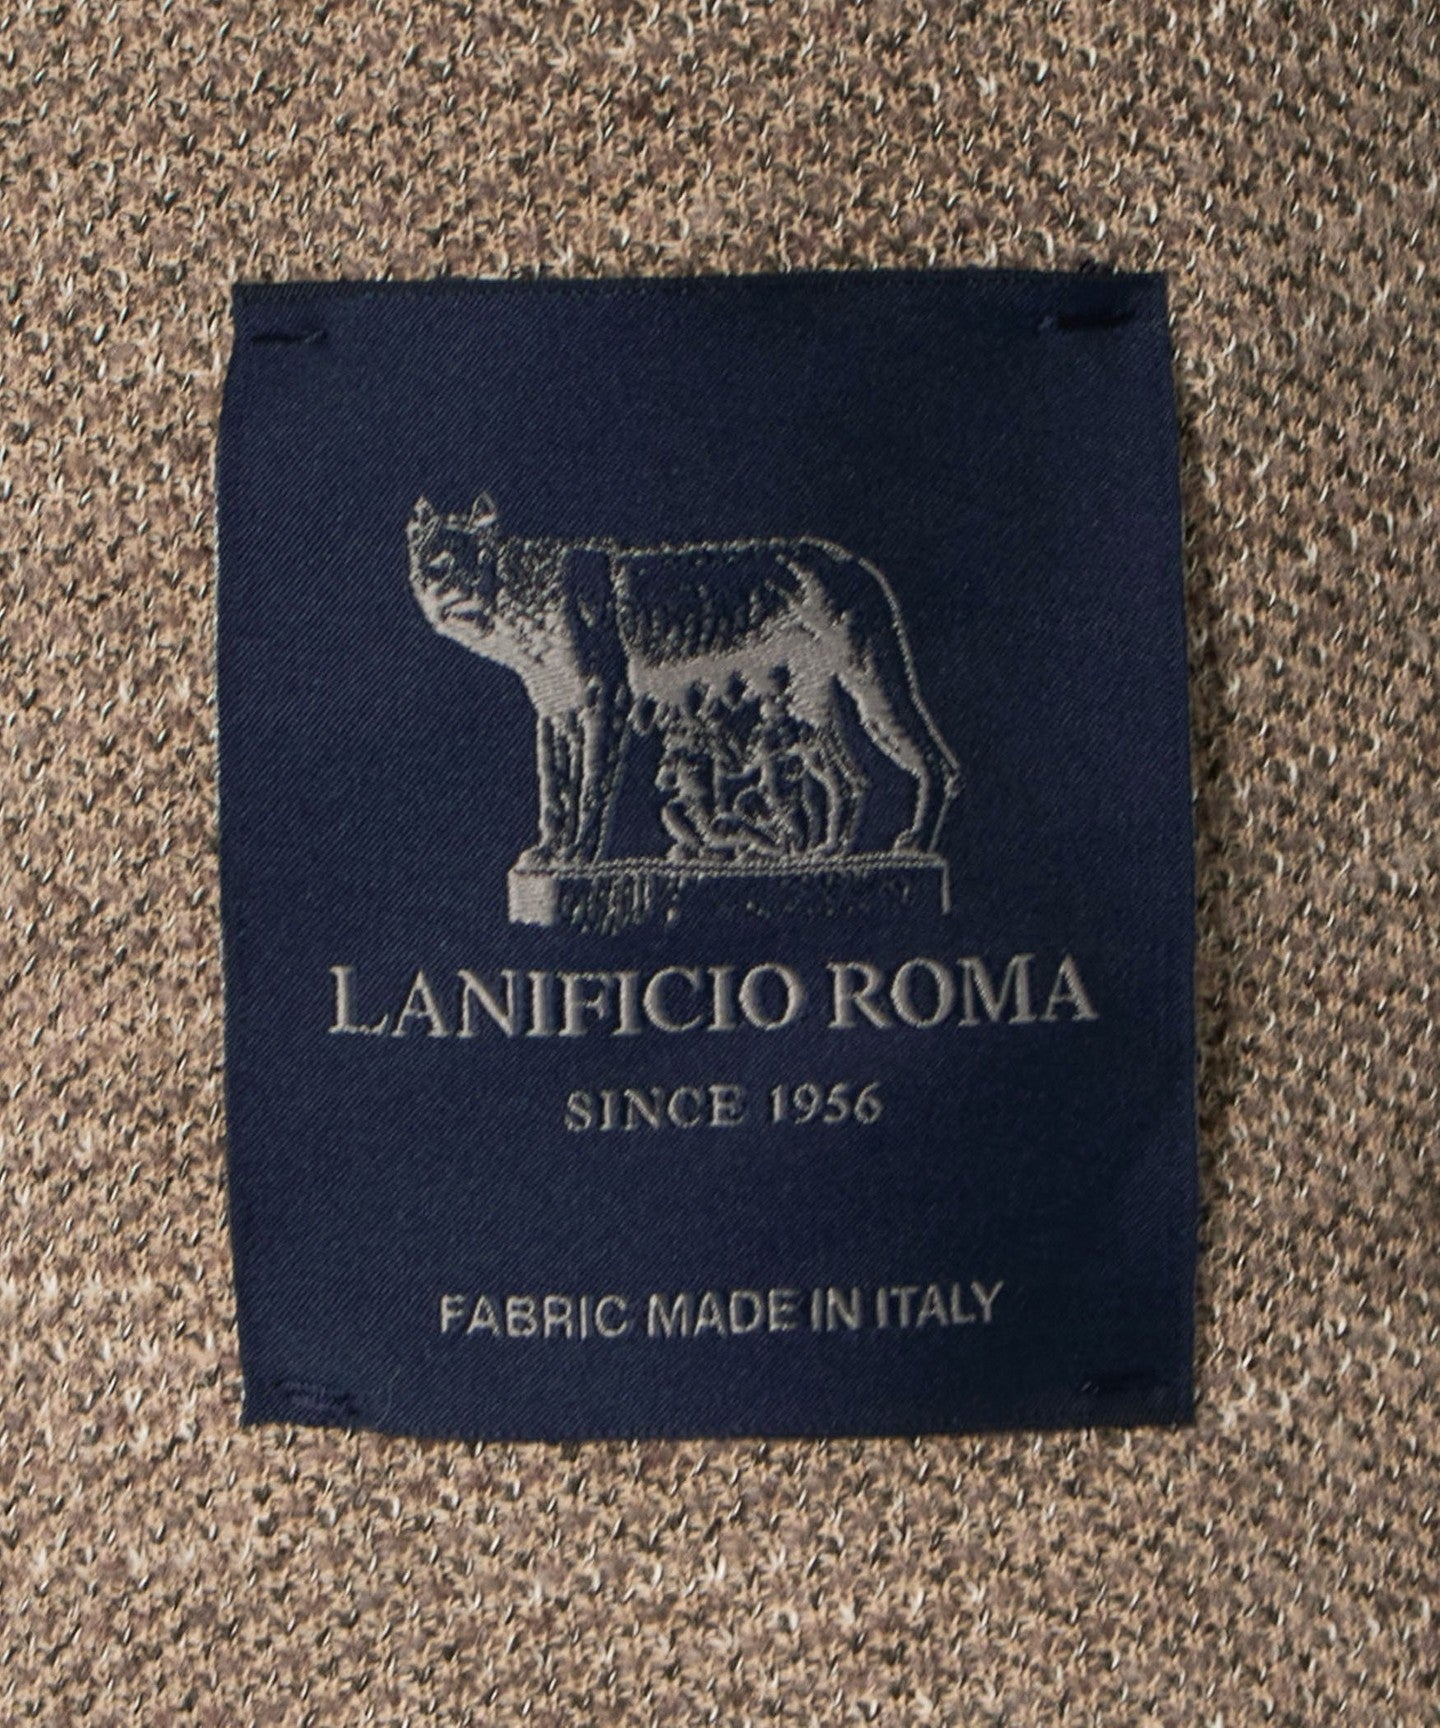 LANIFICIO ROMA
SINCE 1956
FABRIC MADE IN ITALY